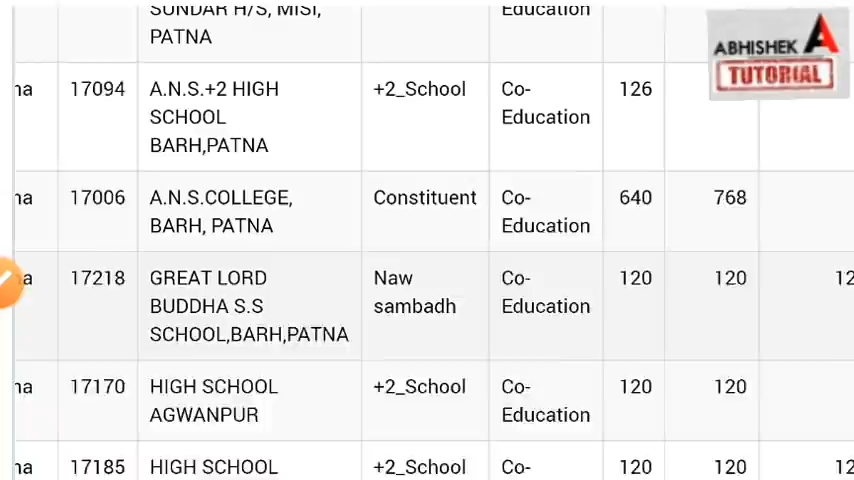 SUNDAR H/S, MISI,
PATNA
Education
ABHISHEK A
TUTORIAL
na 17094 A.N.S.+2 HIGH
SCHOOL
BARH,PATNA
+2_School
Co-
Education
126
na 17006 A.N.S.COLLEGE,
BARH, PATNA
Constituent
Co-
Education
640 768
na 17218 GREAT LORD
BUDDHA S.S
SCHOOL,BARH,PATNA
Naw
sambadh
Co-
Education
120 120 12
na 17170 HIGH SCHOOL
AGWANPUR
+2_School
Co-
Education
120 120
na 17185 HIGH SCHOOL
+2_School
Co-
120 120 12